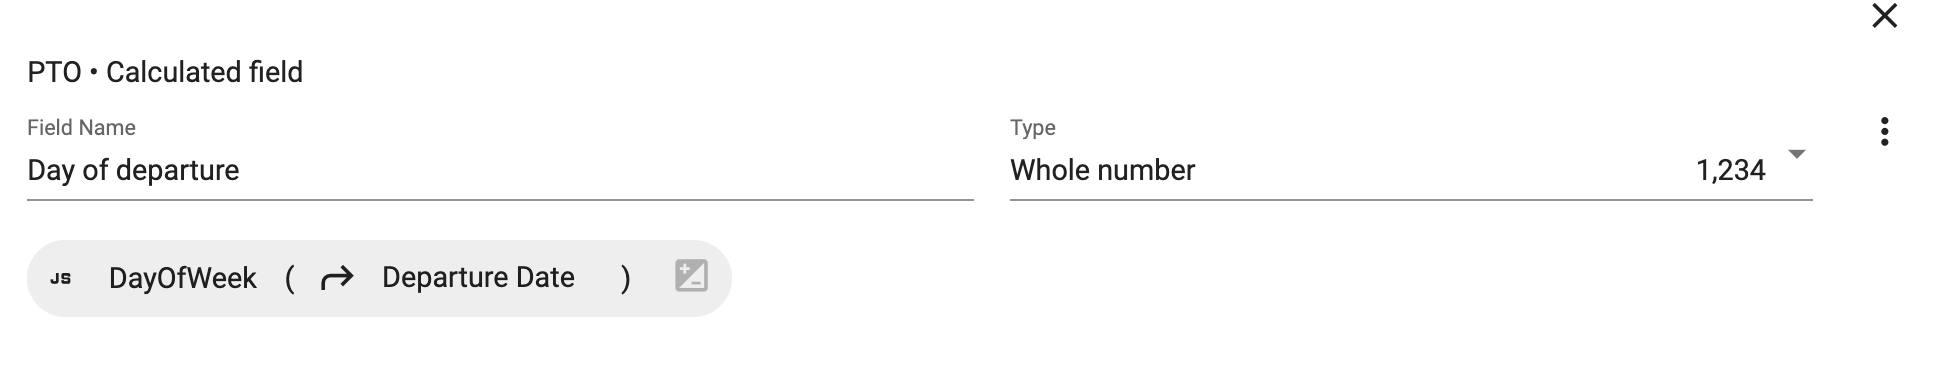 PTO • Calculated field
Field Name
Day of departure
Type
Whole number 1,234
JS DayOfWeek ( Departure Date )